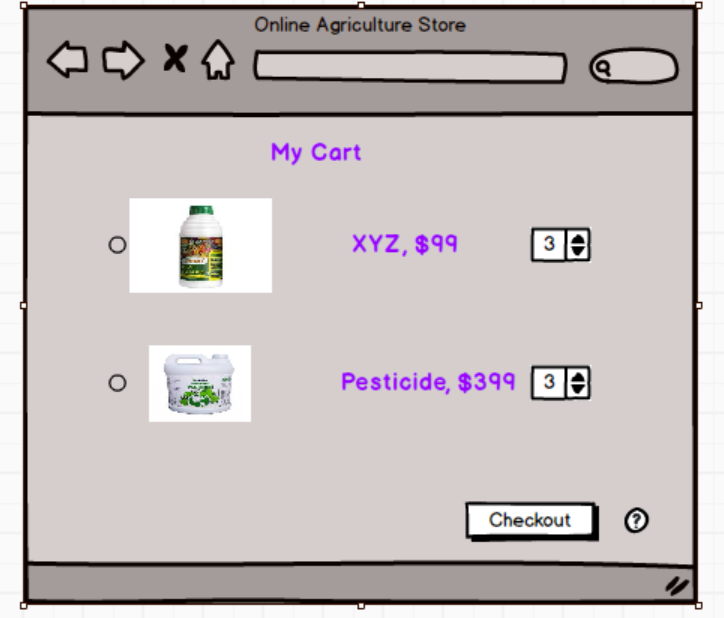 Online Agriculture Store
My Cart
XYZ, $99
3
Pesticide, $399
3
Checkout
?